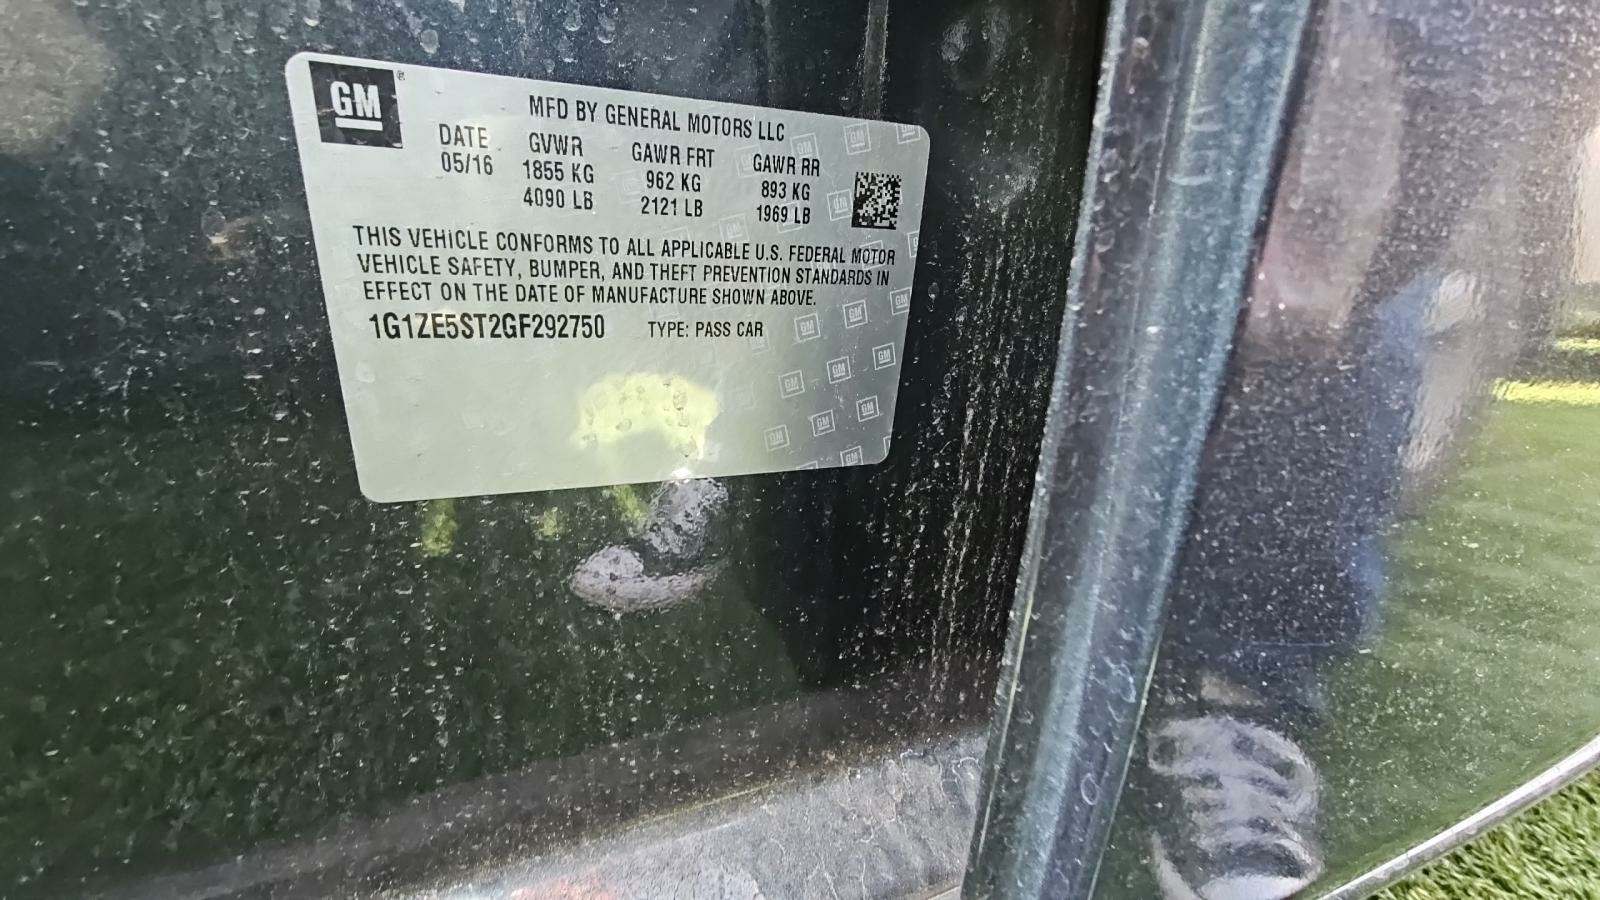 GM
MFD BY GENERAL MOTORS LLC
DATE GVWR GAWR FRT GAWR RR
05/16 1855 KG 962 KG 893 KG
4090 LB 2121 LB 1969 LB
THIS VEHICLE CONFORMS TO ALL APPLICABLE U.S. FEDERAL MOTOR
VEHICLE SAFETY, BUMPER, AND THEFT PREVENTION STANDARDS IN
EFFECT ON THE DATE OF MANUFACTURE SHOWN ABOVE.
1G1ZE5ST2GF292750 TYPE: PASS CAR